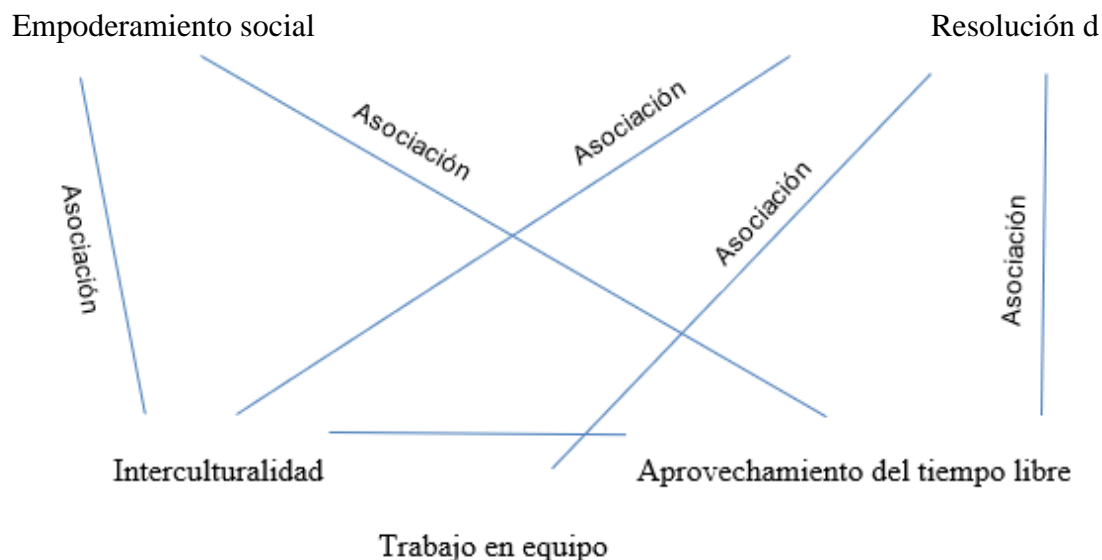 Empoderamiento social
Resolución d
Asociación
Asociación
Asociación
Asociación
Asociación
Interculturalidad
Aprovechamiento del tiempo libre
Trabajo en equipo